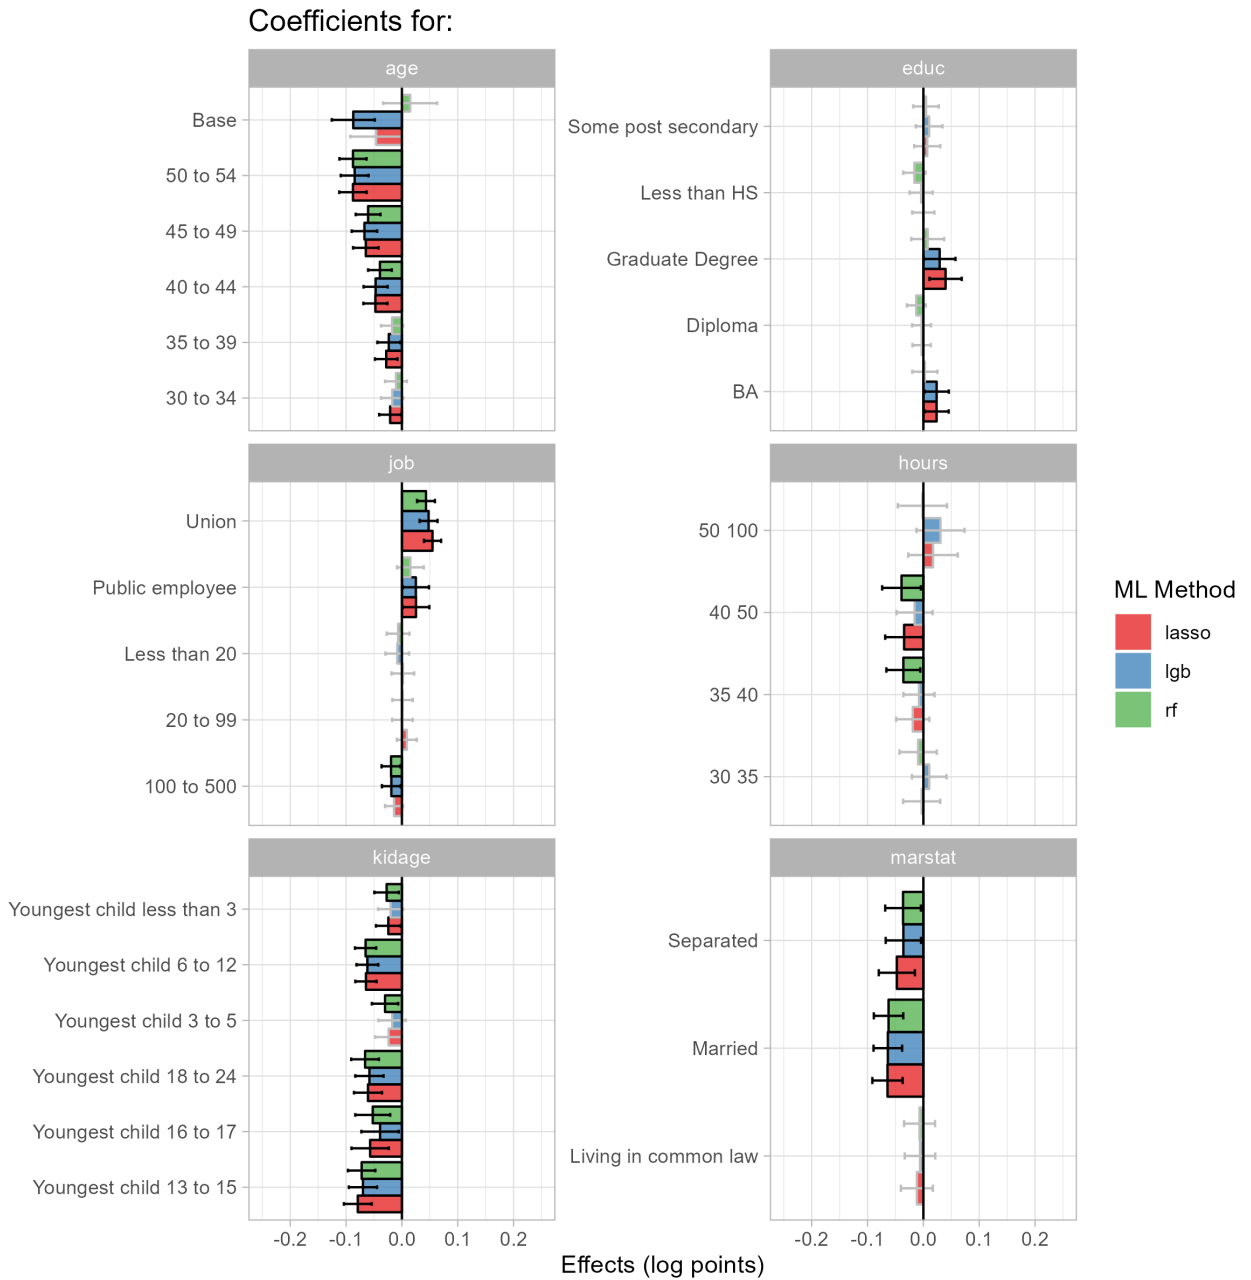 Coefficients for:
age
educ
Base
50 to 54
45 to 49
40 to 44
35 to 39
30 to 34
Some post secondary
Less than HS
Graduate Degree
Diploma
BA
job
hours
Union
Public employee
Less than 20
20 to 99
100 to 500
50 100
40 50
35 40
30 35
ML Method
lasso
lgb
rf
kidage
marstat
Youngest child less than 3
Youngest child 6 to 12
Youngest child 3 to 5
Youngest child 18 to 24
Youngest child 16 to 17
Youngest child 13 to 15
Separated
Married
Living in common law
-0.2 -0.1 0.0 0.1 0.2
-0.2 -0.1 0.0 0.1 0.2
Effects (log points)